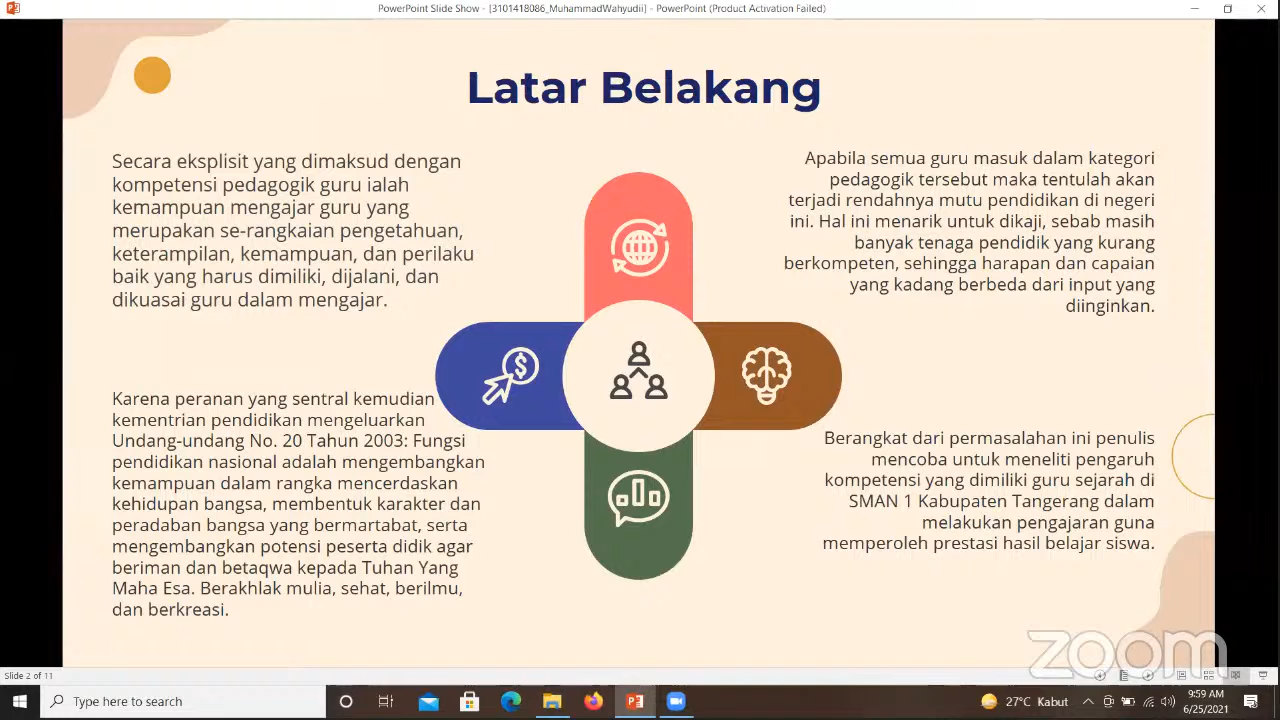 PowerPoint Slide Show - [3101418086_MuhammadWahyudii] - PowerPoint (Product Activation Failed)
Latar Belakang
Secara eksplisit yang dimaksud dengan
kompetensi pedagogik guru ialah
kemampuan mengajar guru yang
merupakan se-rangkaian pengetahuan,
keterampilan, kemampuan, dan perilaku
baik yang harus dimiliki, dijalani, dan
dikuasai guru dalam mengajar.
Apabila semua guru masuk dalam kategori
pedagogik tersebut maka tentulah akan
terjadi rendahnya mutu pendidikan di negeri
ini. Hal ini menarik untuk dikaji, sebab masih
banyak tenaga pendidik yang kurang
berkompeten, sehingga harapan dan capaian
yang kadang berbeda dari input yang
diinginkan.
Karena peranan yang sentral kemudian
kementrian pendidikan mengeluarkan
Undang-undang No. 20 Tahun 2003: Fungsi
pendidikan nasional adalah mengembangkan
kemampuan dalam rangka mencerdaskan
kehidupan bangsa, membentuk karakter dan
peradaban bangsa yang bermartabat, serta
mengembangkan potensi peserta didik agar
beriman dan betaqwa kepada Tuhan Yang
Maha Esa. Berakhlak mulia, sehat, berilmu,
dan berkreasi.
Berangkat dari permasalahan ini penulis
mencoba untuk meneliti pengaruh
kompetensi yang dimiliki guru sejarah di
SMAN 1 Kabupaten Tangerang dalam
melakukan pengajaran guna
memperoleh prestasi hasil belajar siswa.
$
zoom
Slide 2 of 11
Type here to search
27°C Kabut
9:59 AM
6/25/2021